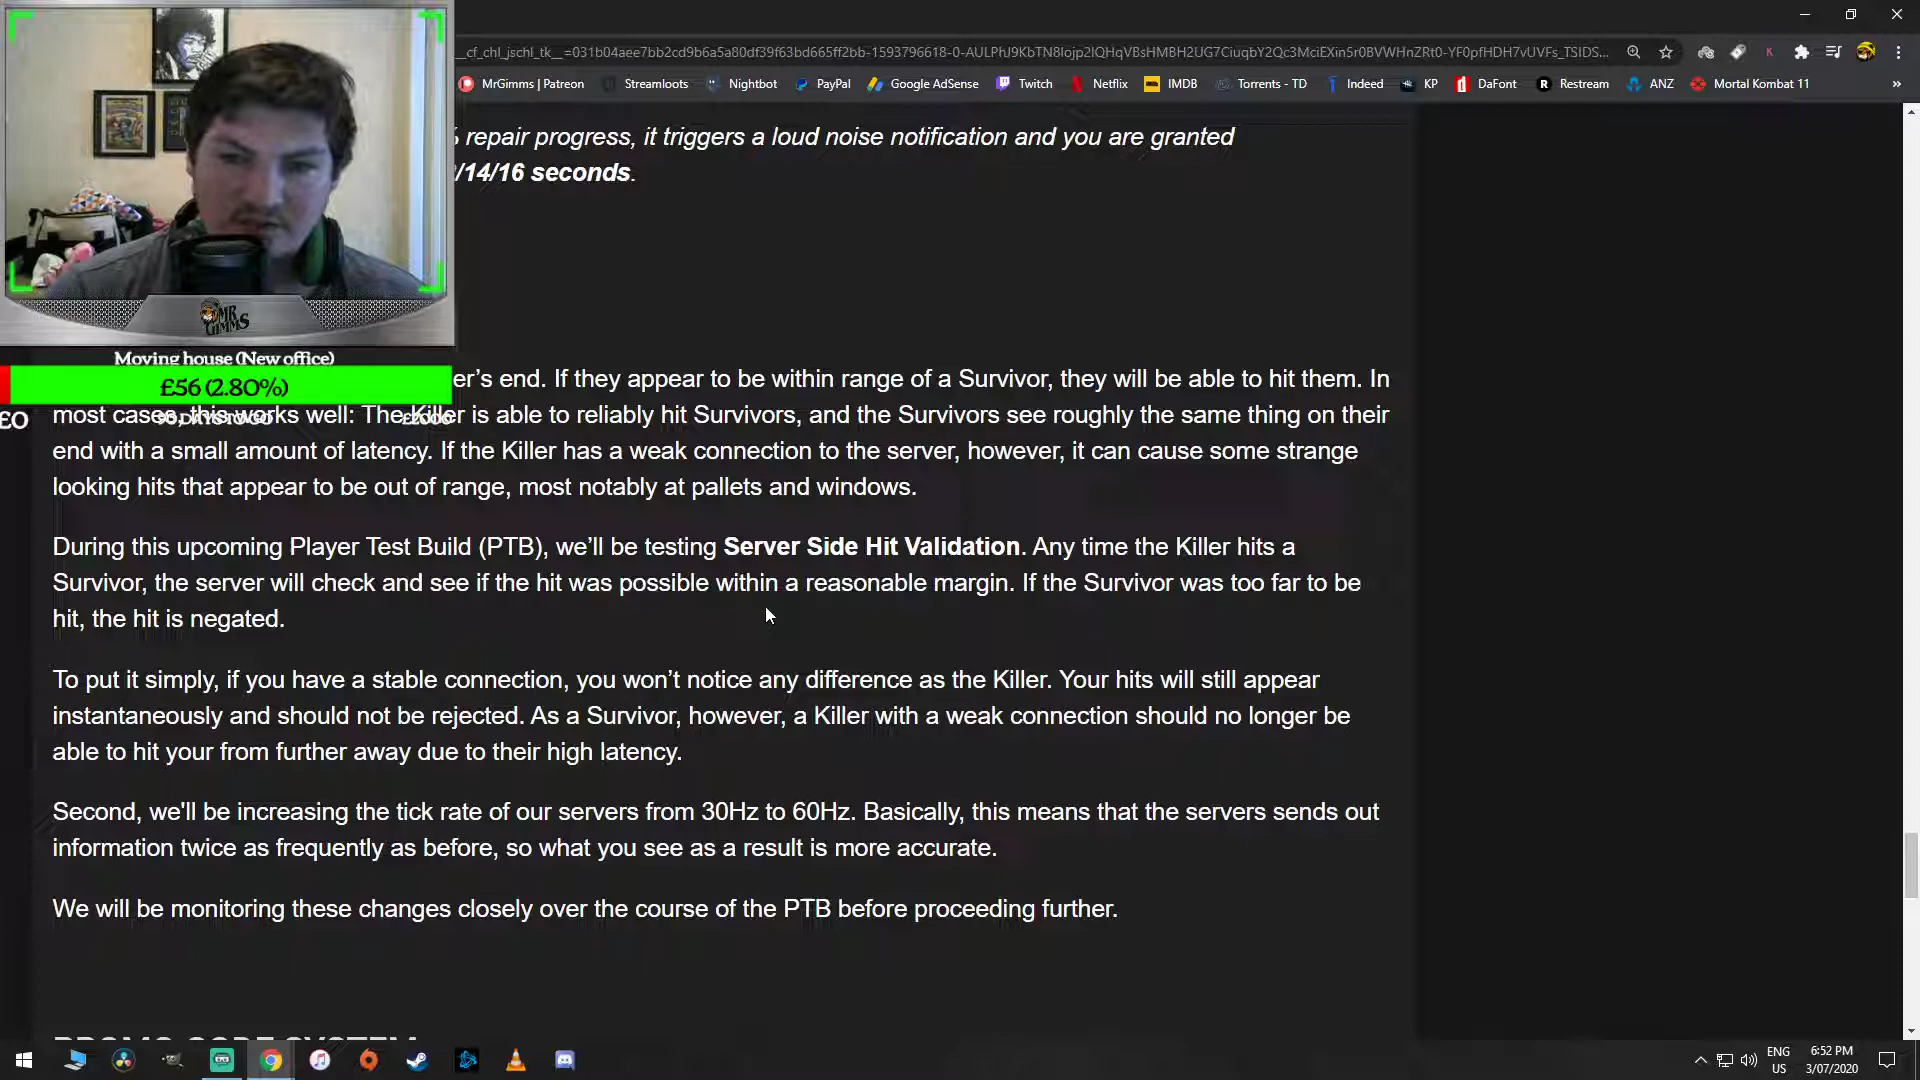 _cf_chl_jschl_tk__=031b04aee7bb2cd9b6a5a80df39f63bd665ff2bb-1593796618-0-
MrGimms | Patreon Streamloots Nightbot PayPal Google AdSense Twitch Netflix IMDB Torrents - TD Indeed KP DaFont Restream ANZ Mortal Kombat 11 »
repair progress, it triggers a loud noise notification and you are granted
/14/16 seconds.
MR
GIMMS
Moving house (New office)
£56 (2.80%)
£0
er’s end. If they appear to be within range of a Survivor, they will be able to hit them. In
most cases, this works well: The Killer is able to reliably hit Survivors, and the Survivors see roughly the same thing on their
end with a small amount of latency. If the Killer has a weak connection to the server, however, it can cause some strange
looking hits that appear to be out of range, most notably at pallets and windows.
During this upcoming Player Test Build (PTB), we’ll be testing Server Side Hit Validation. Any time the Killer hits a
Survivor, the server will check and see if the hit was possible within a reasonable margin. If the Survivor was too far to be
hit, the hit is negated.
To put it simply, if you have a stable connection, you won’t notice any difference as the Killer. Your hits will still appear
instantaneously and should not be rejected. As a Survivor, however, a Killer with a weak connection should no longer be
able to hit your from further away due to their high latency.
Second, we'll be increasing the tick rate of our servers from 30Hz to 60Hz. Basically, this means that the servers sends out
information twice as frequently as before, so what you see as a result is more accurate.
We will be monitoring these changes closely over the course of the PTB before proceeding further.
PROMO CODE SYSTEM
ENG
US
6:52 PM
3/07/2020